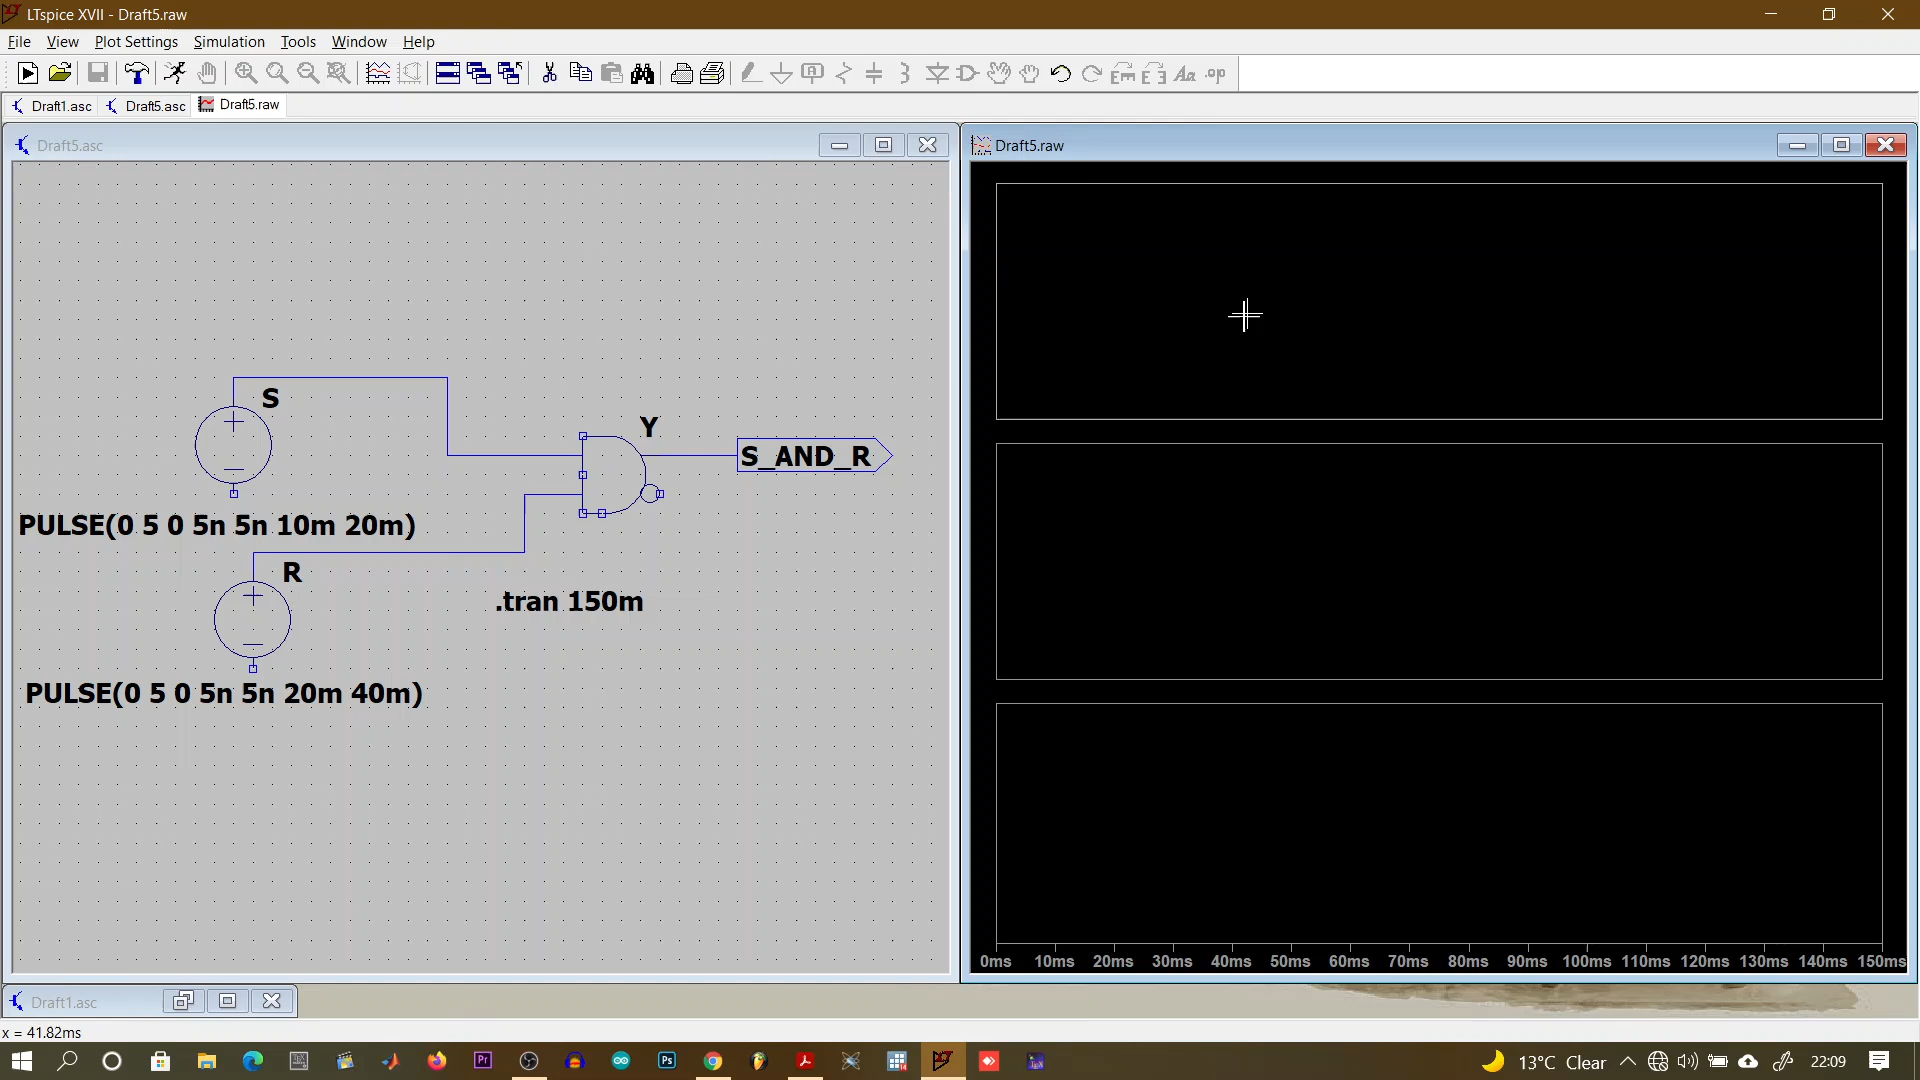 LTspice XVII - Draft5.raw
File View Plot Settings Simulation Tools Window Help
Draft1.asc Draft5.asc Draft5.raw
Draft5.asc
Draft5.raw
S
Y
S_AND_R
PULSE(0 5 0 5n 5n 10m 20m)
R
.tran 150m
PULSE(0 5 0 5n 5n 20m 40m)
0ms 10ms 20ms 30ms 40ms 50ms 60ms 70ms 80ms 90ms 100ms 110ms 120ms 130ms 140ms 150ms
Draft1.asc
x = 41.82ms
13°C Clear 22:09